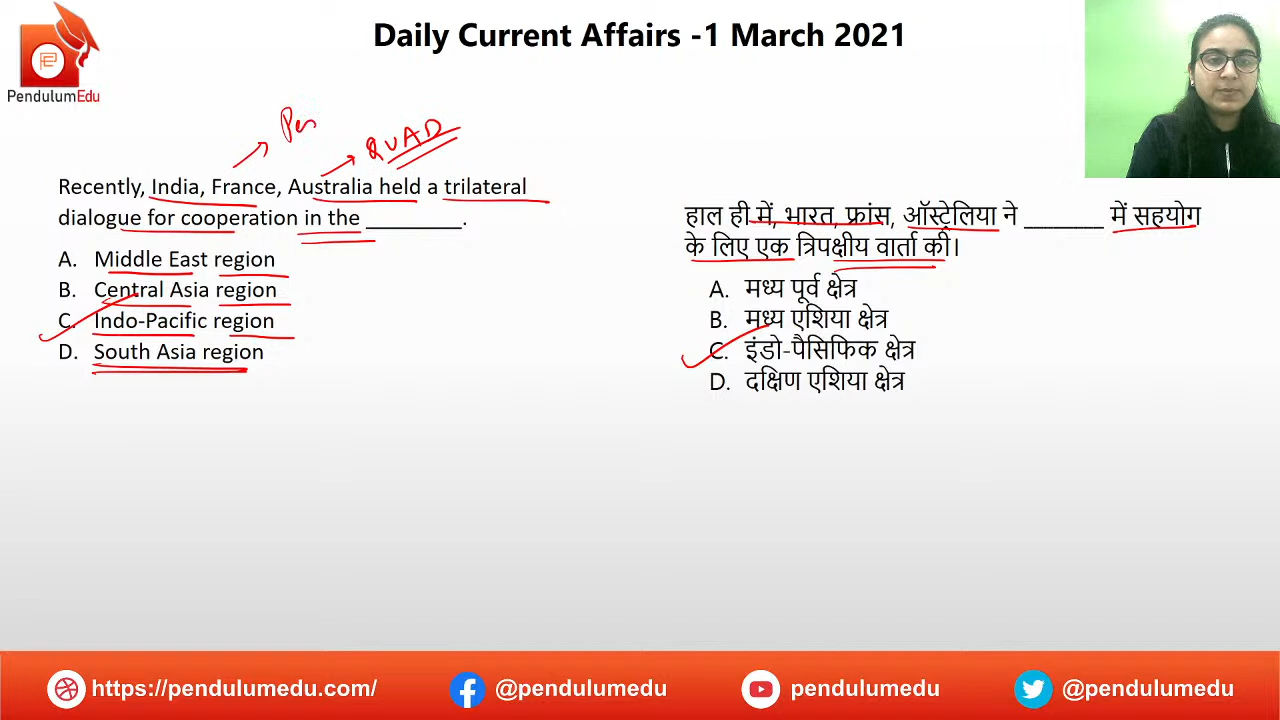 Daily Current Affairs -1 March 2021
PendulumEdu
Per
QUAD
Recently, India, France, Australia held a trilateral
dialogue for cooperation in the _________.
A. Middle East region
B. Central Asia region
C. Indo-Pacific region
D. South Asia region
हाल ही में, भारत, फ्रांस, ऑस्ट्रेलिया ने ________ में सहयोग
के लिए एक त्रिपक्षीय वार्ता की।
A. मध्य पूर्व क्षेत्र
B. मध्य एशिया क्षेत्र
C. इंडो-पैसिफिक क्षेत्र
D. दक्षिण एशिया क्षेत्र
https://pendulumedu.com/
@pendulumedu
pendulumedu
@pendulumedu